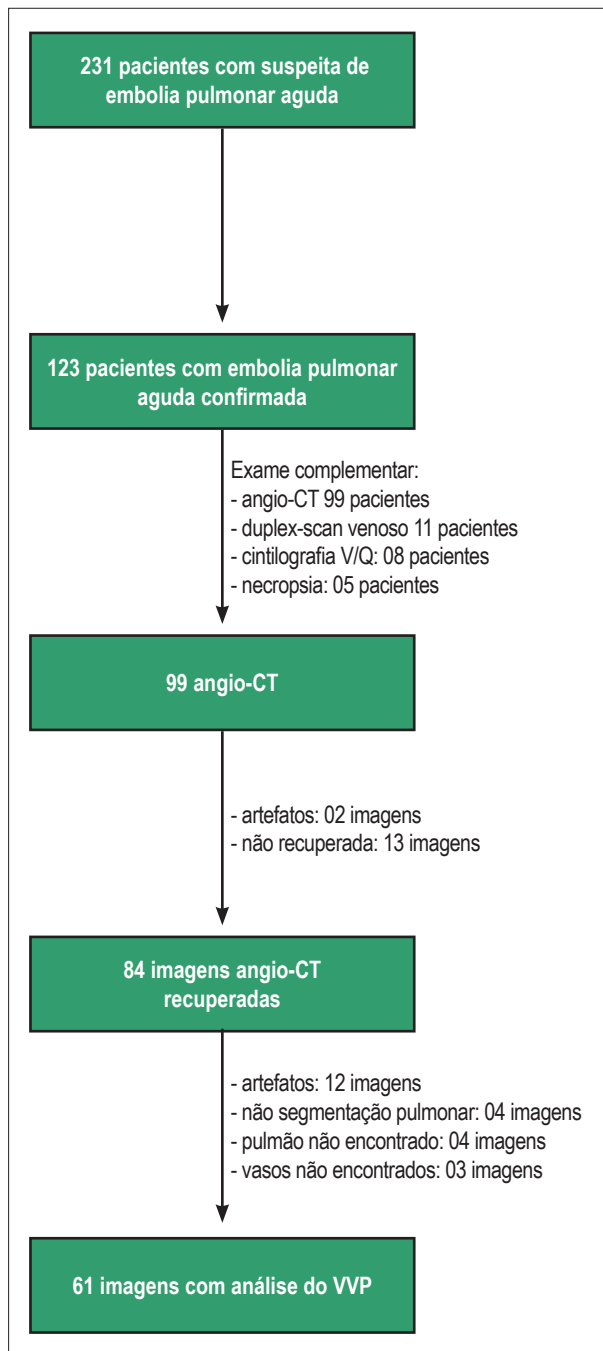 231 pacientes com suspeita de
embolia pulmonar aguda
123 pacientes com embolia pulmonar
aguda confirmada
Exame complementar:
- angio-CT 99 pacientes
- duplex-scan venoso 11 pacientes
- cintilografia V/Q: 08 pacientes
- necropsia: 05 pacientes
99 angio-CT
- artefatos: 02 imagens
- não recuperada: 13 imagens
84 imagens angio-CT
recuperadas
- artefatos: 12 imagens
- não segmentação pulmonar: 04 imagens
- pulmão não encontrado: 04 imagens
- vasos não encontrados: 03 imagens
61 imagens com análise do VVP